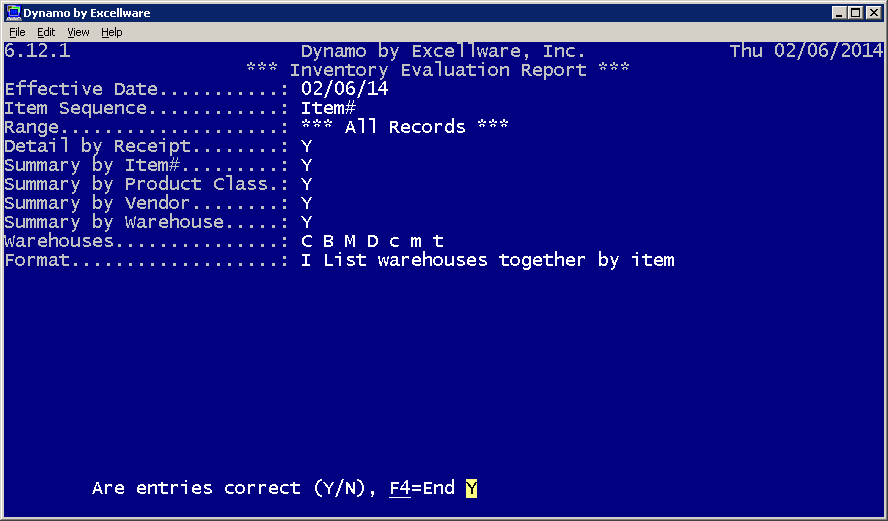 Dynamo by Excellware
File Edit View Help
6.12.1 Dynamo by Excellware, Inc. Thu 02/06/2014
*** Inventory Evaluation Report ***
Effective Date...........: 02/06/14
Item Sequence............: Item#
Range....................: *** All Records ***
Detail by Receipt........: Y
Summary by Item#.........: Y
Summary by Product Class.: Y
Summary by Vendor........: Y
Summary by Warehouse.....: Y
Warehouses...............: C B M D c m t
Format...................: I List warehouses together by item
Are entries correct (Y/N), F4=End Y